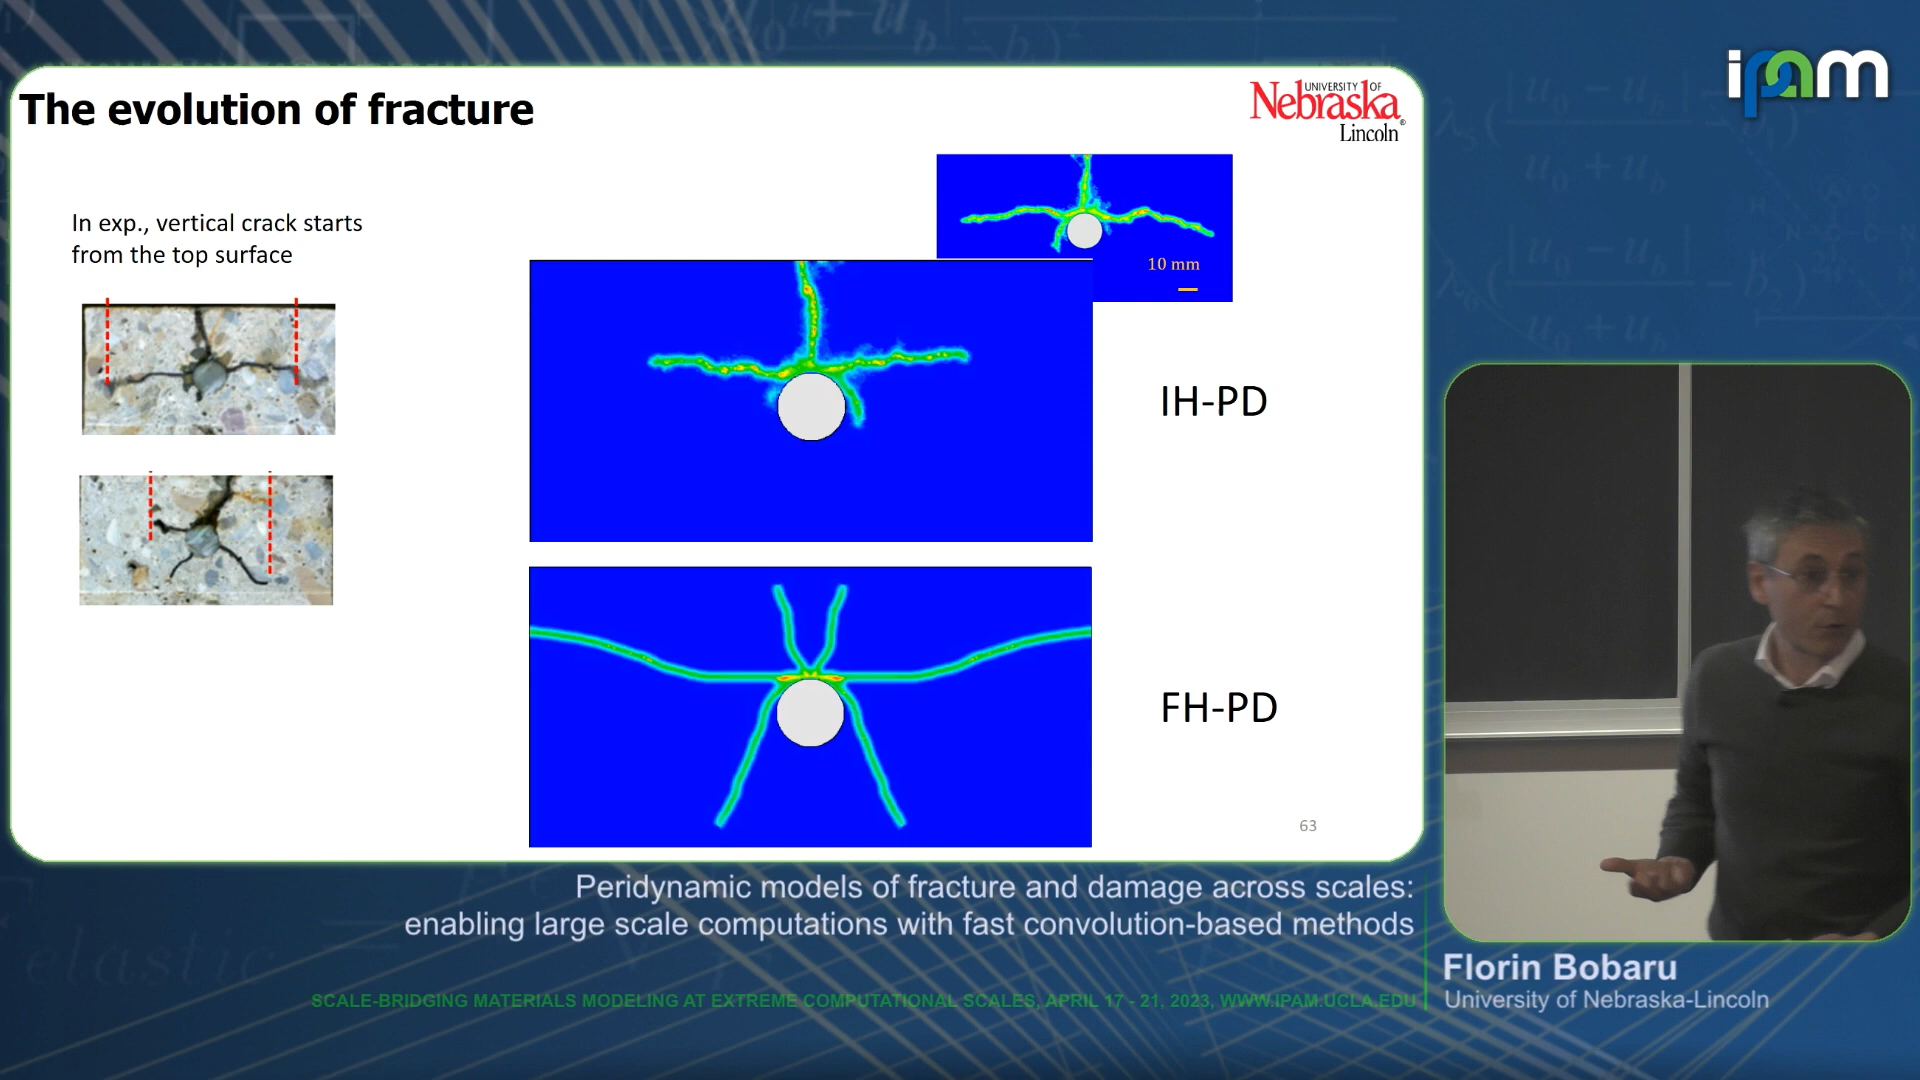 The evolution of fracture
UNIVERSITY OF
Nebraska
Lincoln®
ipam
In exp., vertical crack starts
from the top surface
10 mm
IH-PD
FH-PD
63
Peridynamic models of fracture and damage across scales:
enabling large scale computations with fast convolution-based methods
Florin Bobaru
University of Nebraska-Lincoln
SCALE-BRIDGING MATERIALS MODELING AT EXTREME COMPUTATIONAL SCALES, APRIL 17 - 21, 2023, WWW.IPAM.UCLA.EDU
elastic